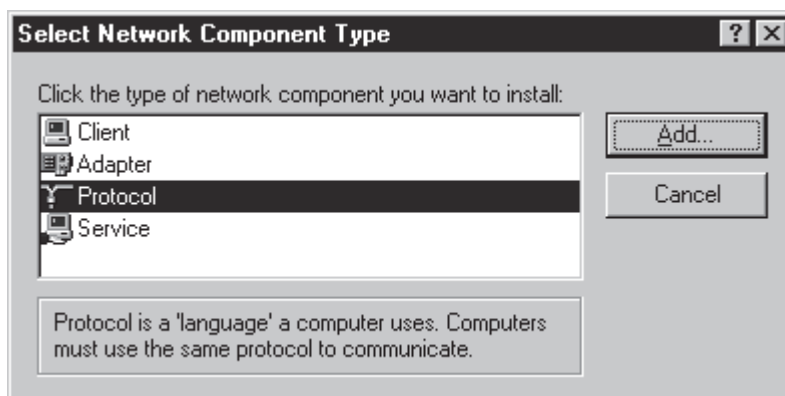 Select Network Component Type
Click the type of network component you want to install:
Client
Adapter
Protocol
Service
Add...
Cancel
Protocol is a 'language' a computer uses. Computers
must use the same protocol to communicate.